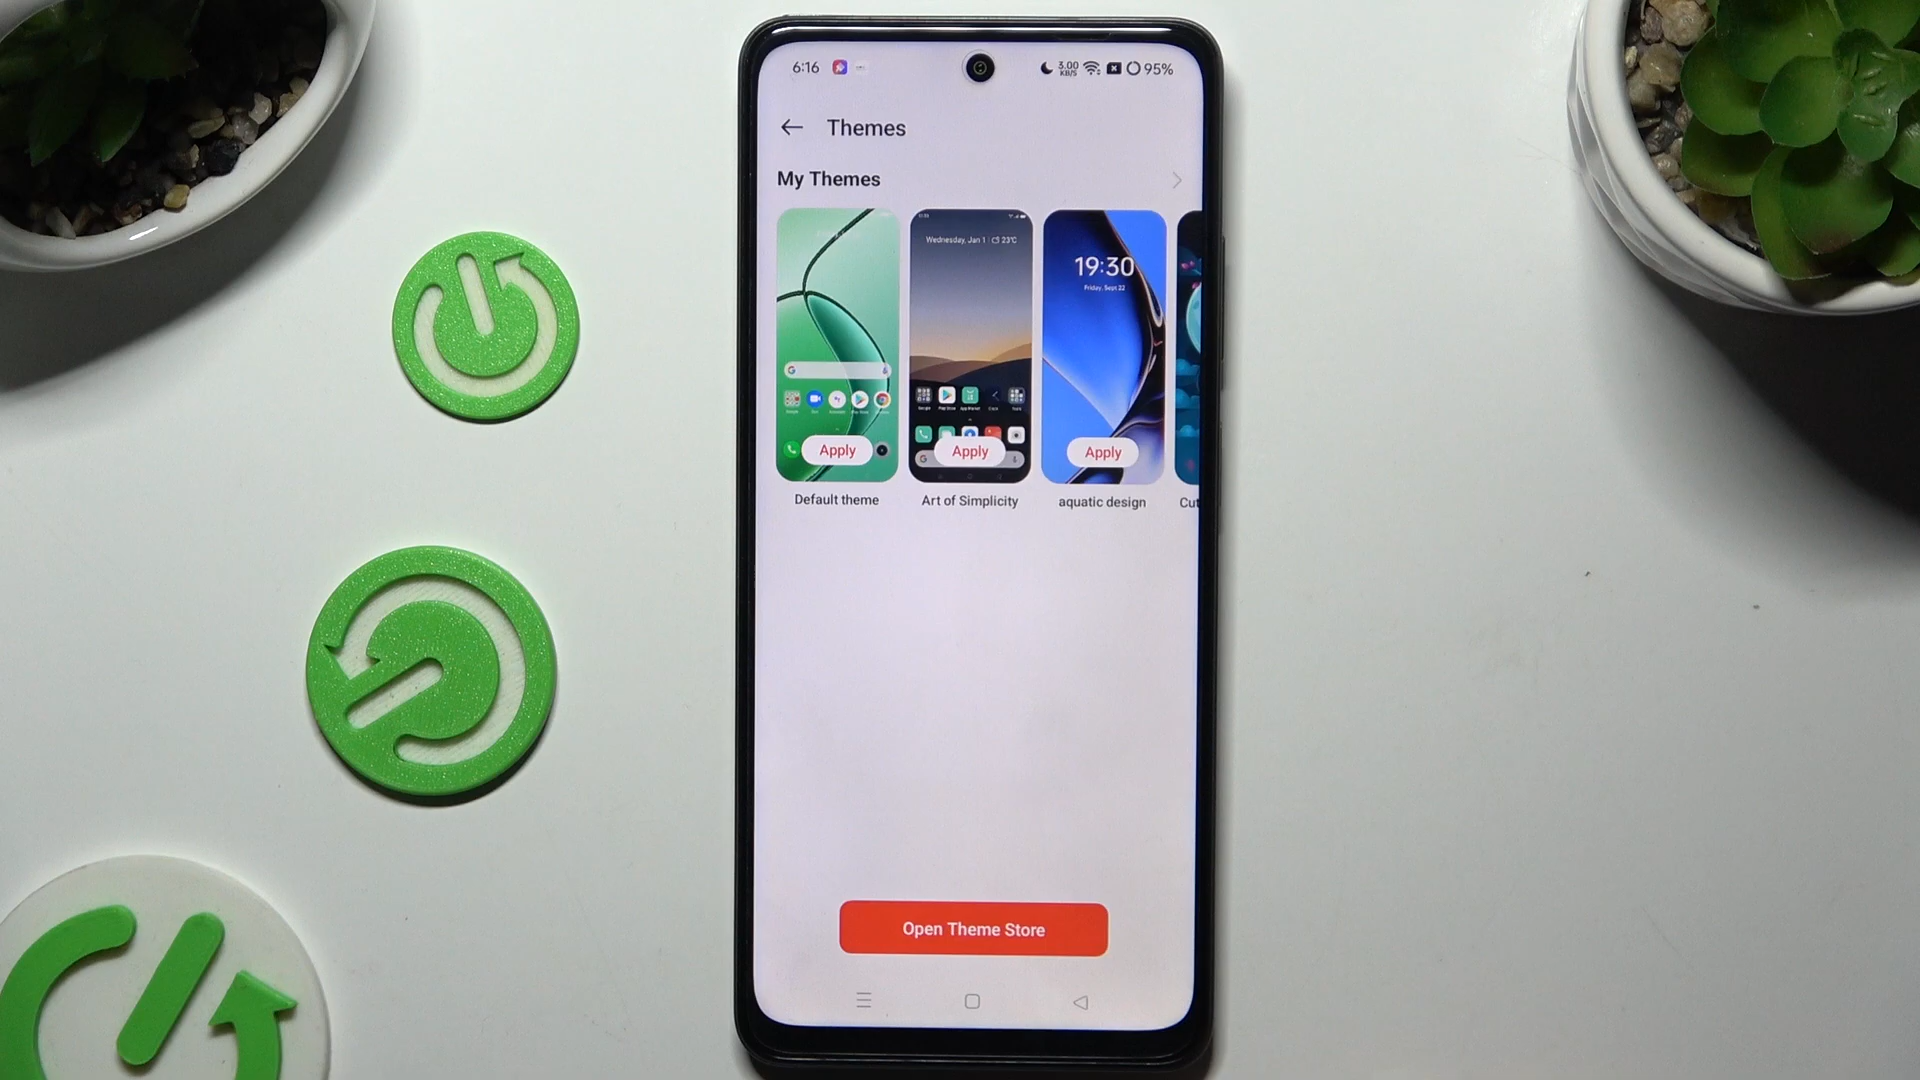 6:16
3.00
KB/S
95%
Themes
My Themes
Wednesday, Jan 1
23°C
19:30
Friday, Sept 22
Apply
Apply
Apply
Default theme
Art of Simplicity
aquatic design
Cut
Open Theme Store